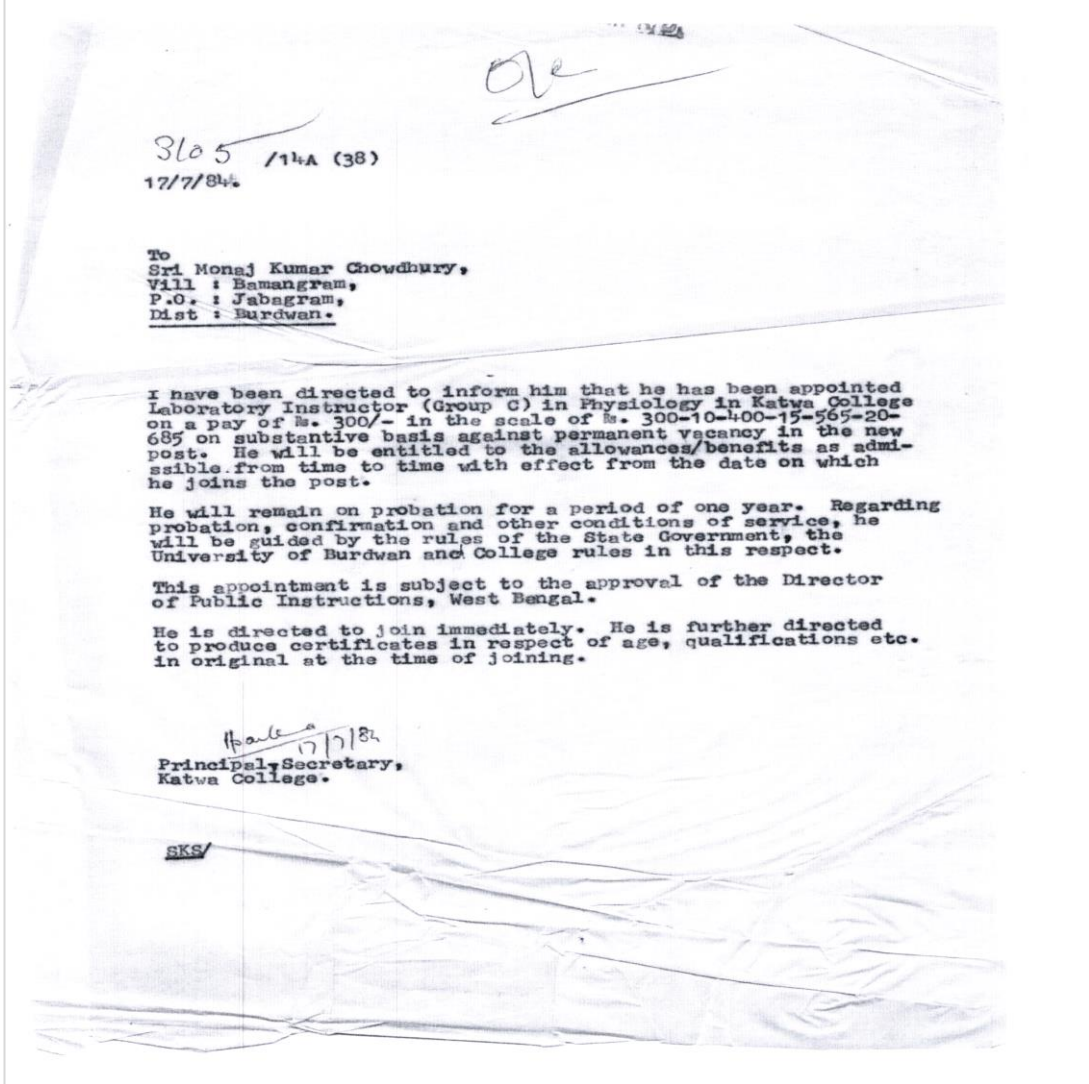 3105 /14A (38)
17/7/84.
To
Sri Monaj Kumar Chowdhury,
Vill : Bamangram,
P.O. : Jabagram,
Dist : Burdwan.
I have been directed to inform him that he has been appointed
Laboratory Instructor (Group C) in Physiology in Katwa College
on a pay of Rs. 300/- in the scale of Rs. 300-10-400-15-565-20-
685 on substantive basis against permanent vacancy in the new
post. He will be entitled to the allowances/benefits as admi-
ssible.from time to time with effect from the date on which
he joins the post.
He will remain on probation for a period of one year. Regarding
probation, confirmation and other conditions of service, he
will be guided by the rules of the State Government, the
University of Burdwan and College rules in this respect.
This appointment is subject to the approval of the Director
of Public Instructions, West Bengal.
He is directed to join immediately. He is further directed
to produce certificates in respect of age, qualifications etc.
in original at the time of joining.
17/7/84
Principal-Secretary,
Katwa College.
SKS/